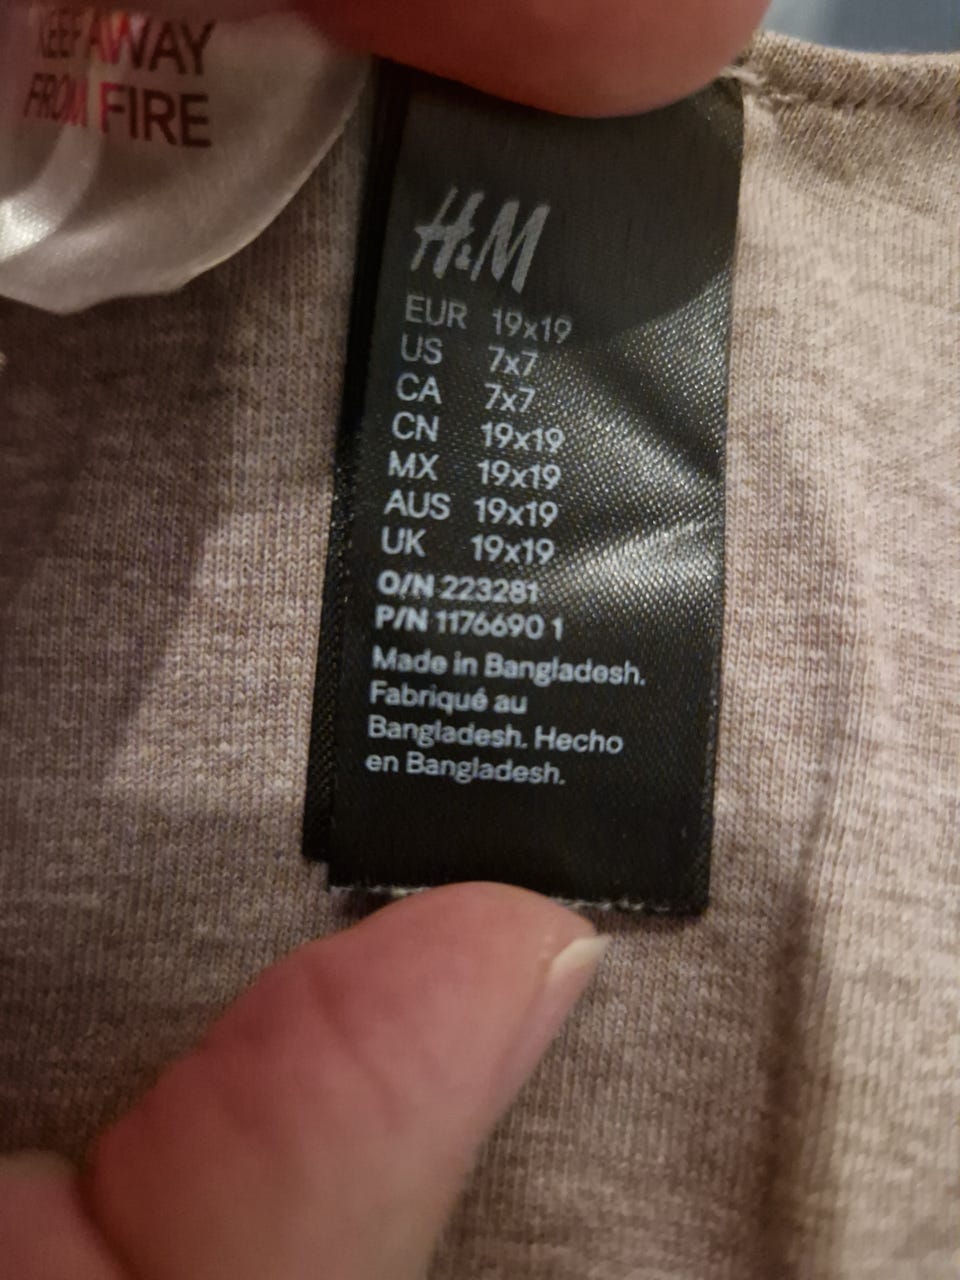 KEEP AWAY
FROM FIRE
H&M
EUR 19x19
US 7x7
CA 7x7
CN 19x19
MX 19x19
AUS 19x19
UK 19x19
O/N 223281
P/N 1176690 1
Made in Bangladesh.
Fabriqué au
Bangladesh. Hecho
en Bangladesh.